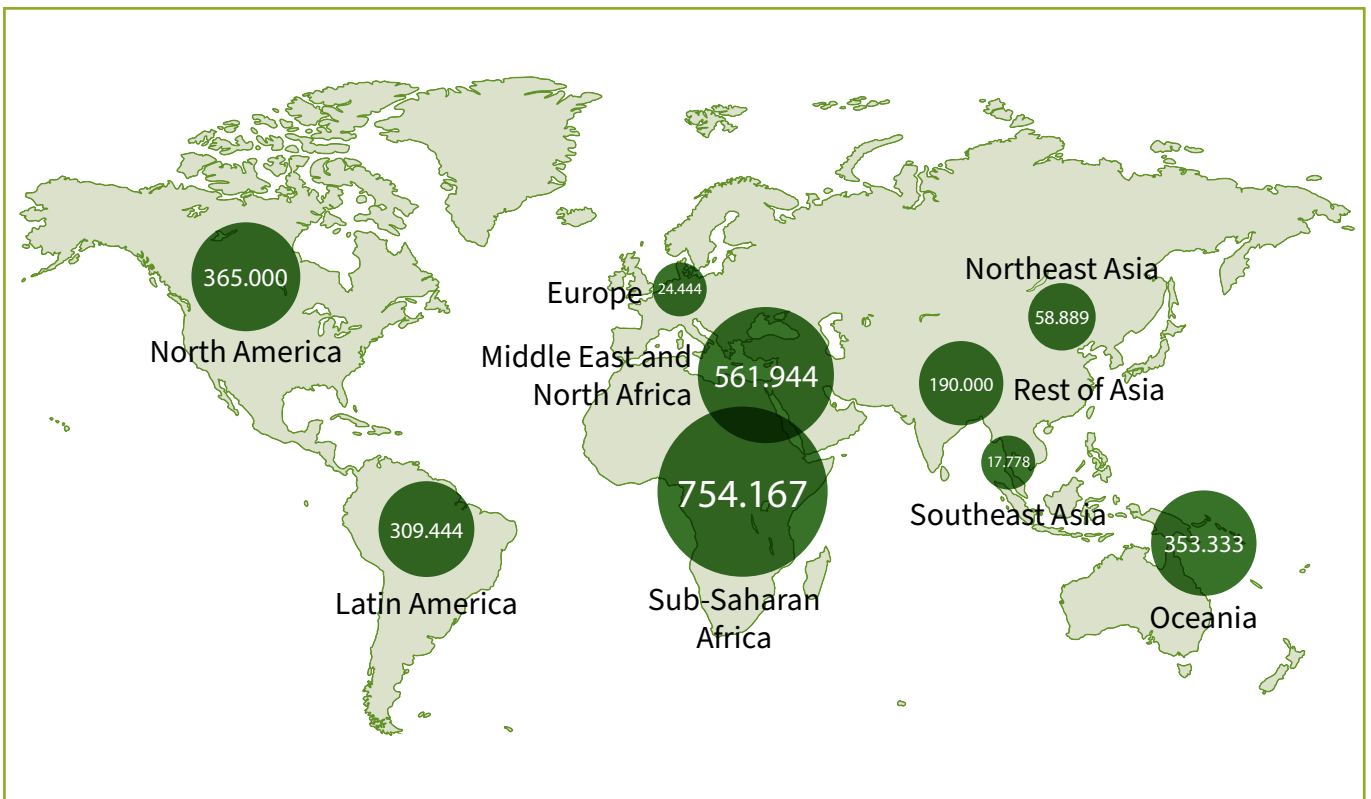 365.000
North America
Europe
24.444
Northeast Asia
58.889
Middle East and
North Africa
561.944
190.000
Rest of Asia
754.167
Sub-Saharan
Africa
17.778
Southeast Asia
309.444
Latin America
353.333
Oceania